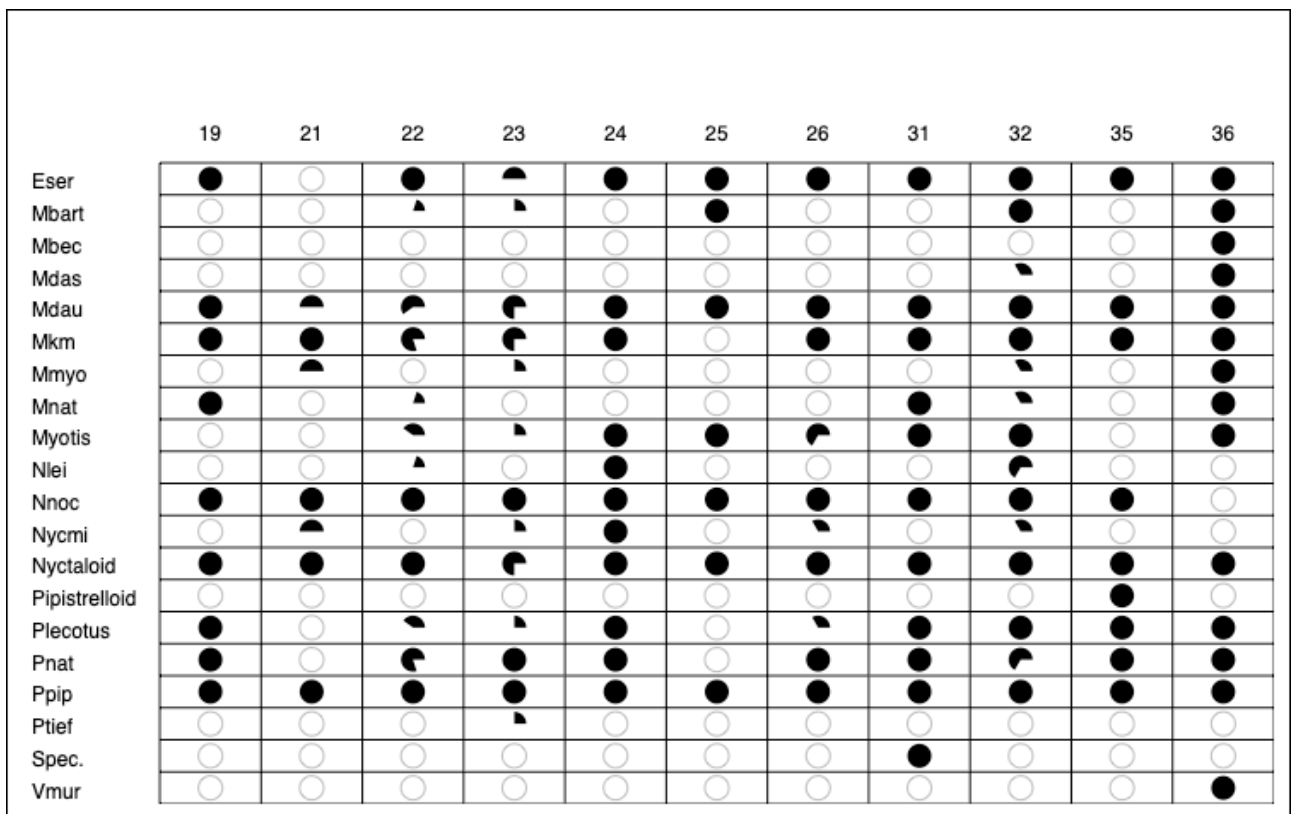 19 21 22 23 24 25 26 31 32 35 36
Eser
Mbart
Mbec
Mdas
Mdau
Mkm
Mmyo
Mnat
Myotis
Nlei
Nnoc
Nycmi
Nyctaloid
Pipistrelloid
Plecotus
Pnat
Ppip
Ptief
Spec.
Vmur